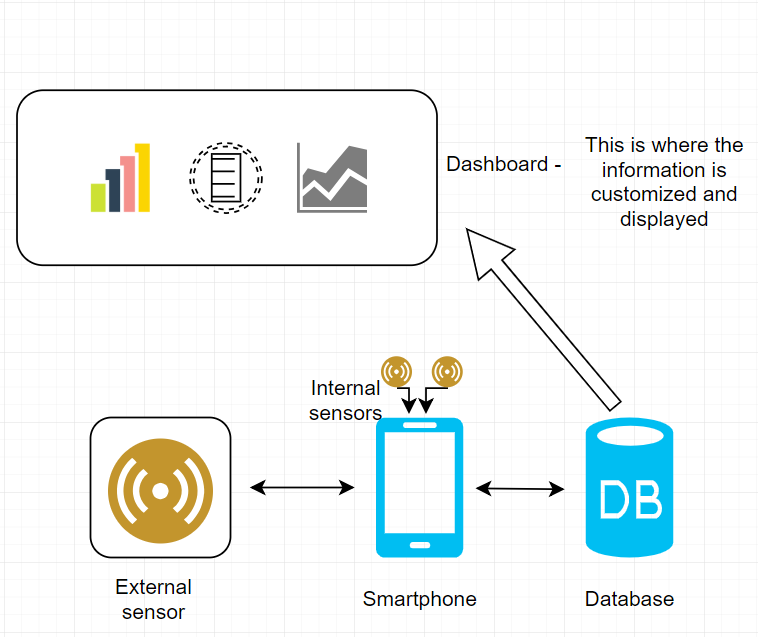 Dashboard -
This is where the
information is
customized and
displayed
Internal
sensors
DB
External
sensor
Smartphone
Database